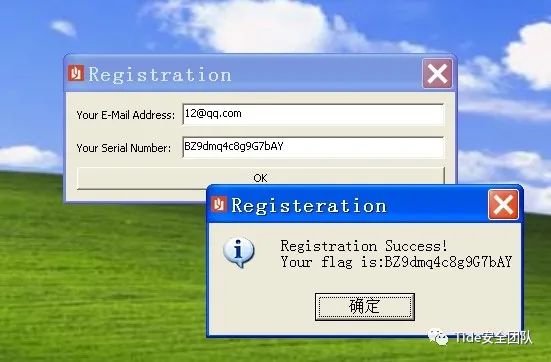 Registration
Your E-Mail Address:
12@qq.com
Your Serial Number:
BZ9dmq4c8g9G7bAY
OK
Registeration
Registration Success!
Your flag is:BZ9dmq4c8g9G7bAY
确定
Tide安全团队